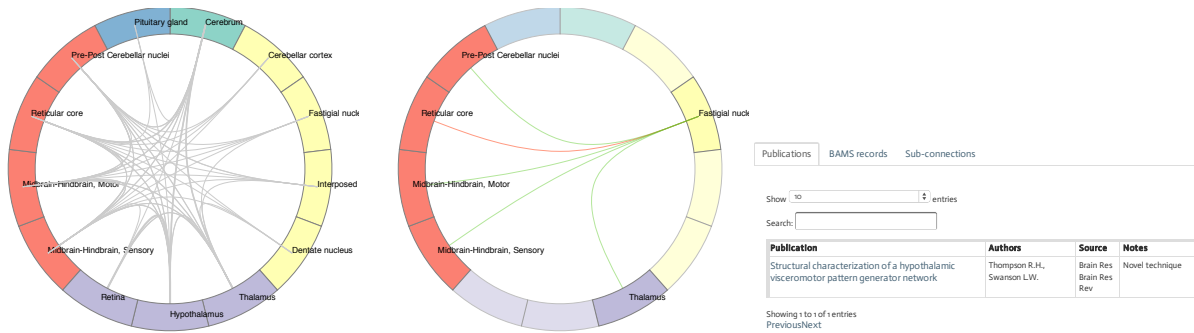 Pituitary gland
Cerebrum
Pre-Post Cerebellar nuclei
Cerebellar cortex
Reticular core
Fastigial nucle
Midbrain-Hindbrain, Motor
Interposed
Midbrain-Hindbrain, Sensory
Dentate nucleus
Retina
Thalamus
Hypothalamus
Pre-Post Cerebellar nuclei
Reticular core
Fastigial nucle
Midbrain-Hindbrain, Motor
Midbrain-Hindbrain, Sensory
Thalamus
Publications BAMS records Sub-connections
Show 10 entries
Search:
Publication Authors Source Notes
Structural characterization of a hypothalamic Thompson R.H., Brain Res Novel technique
visceromotor pattern generator network Swanson L.W. Brain Res
Rev
Showing 1 to 1 of 1 entries
PreviousNext